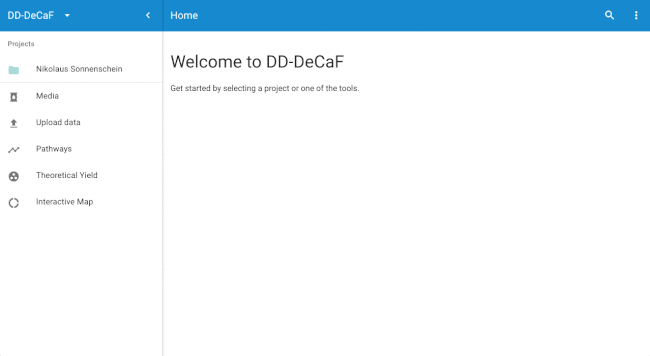 DD-DeCaF
Home
Projects
Nikolaus Sonnenschein
Media
Upload data
Pathways
Theoretical Yield
Interactive Map
Welcome to DD-DeCaF
Get started by selecting a project or one of the tools.